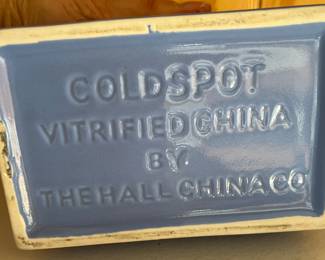 COLDSPOT
VITRIFIED CHINA
BY
THE HALL CHINA CO